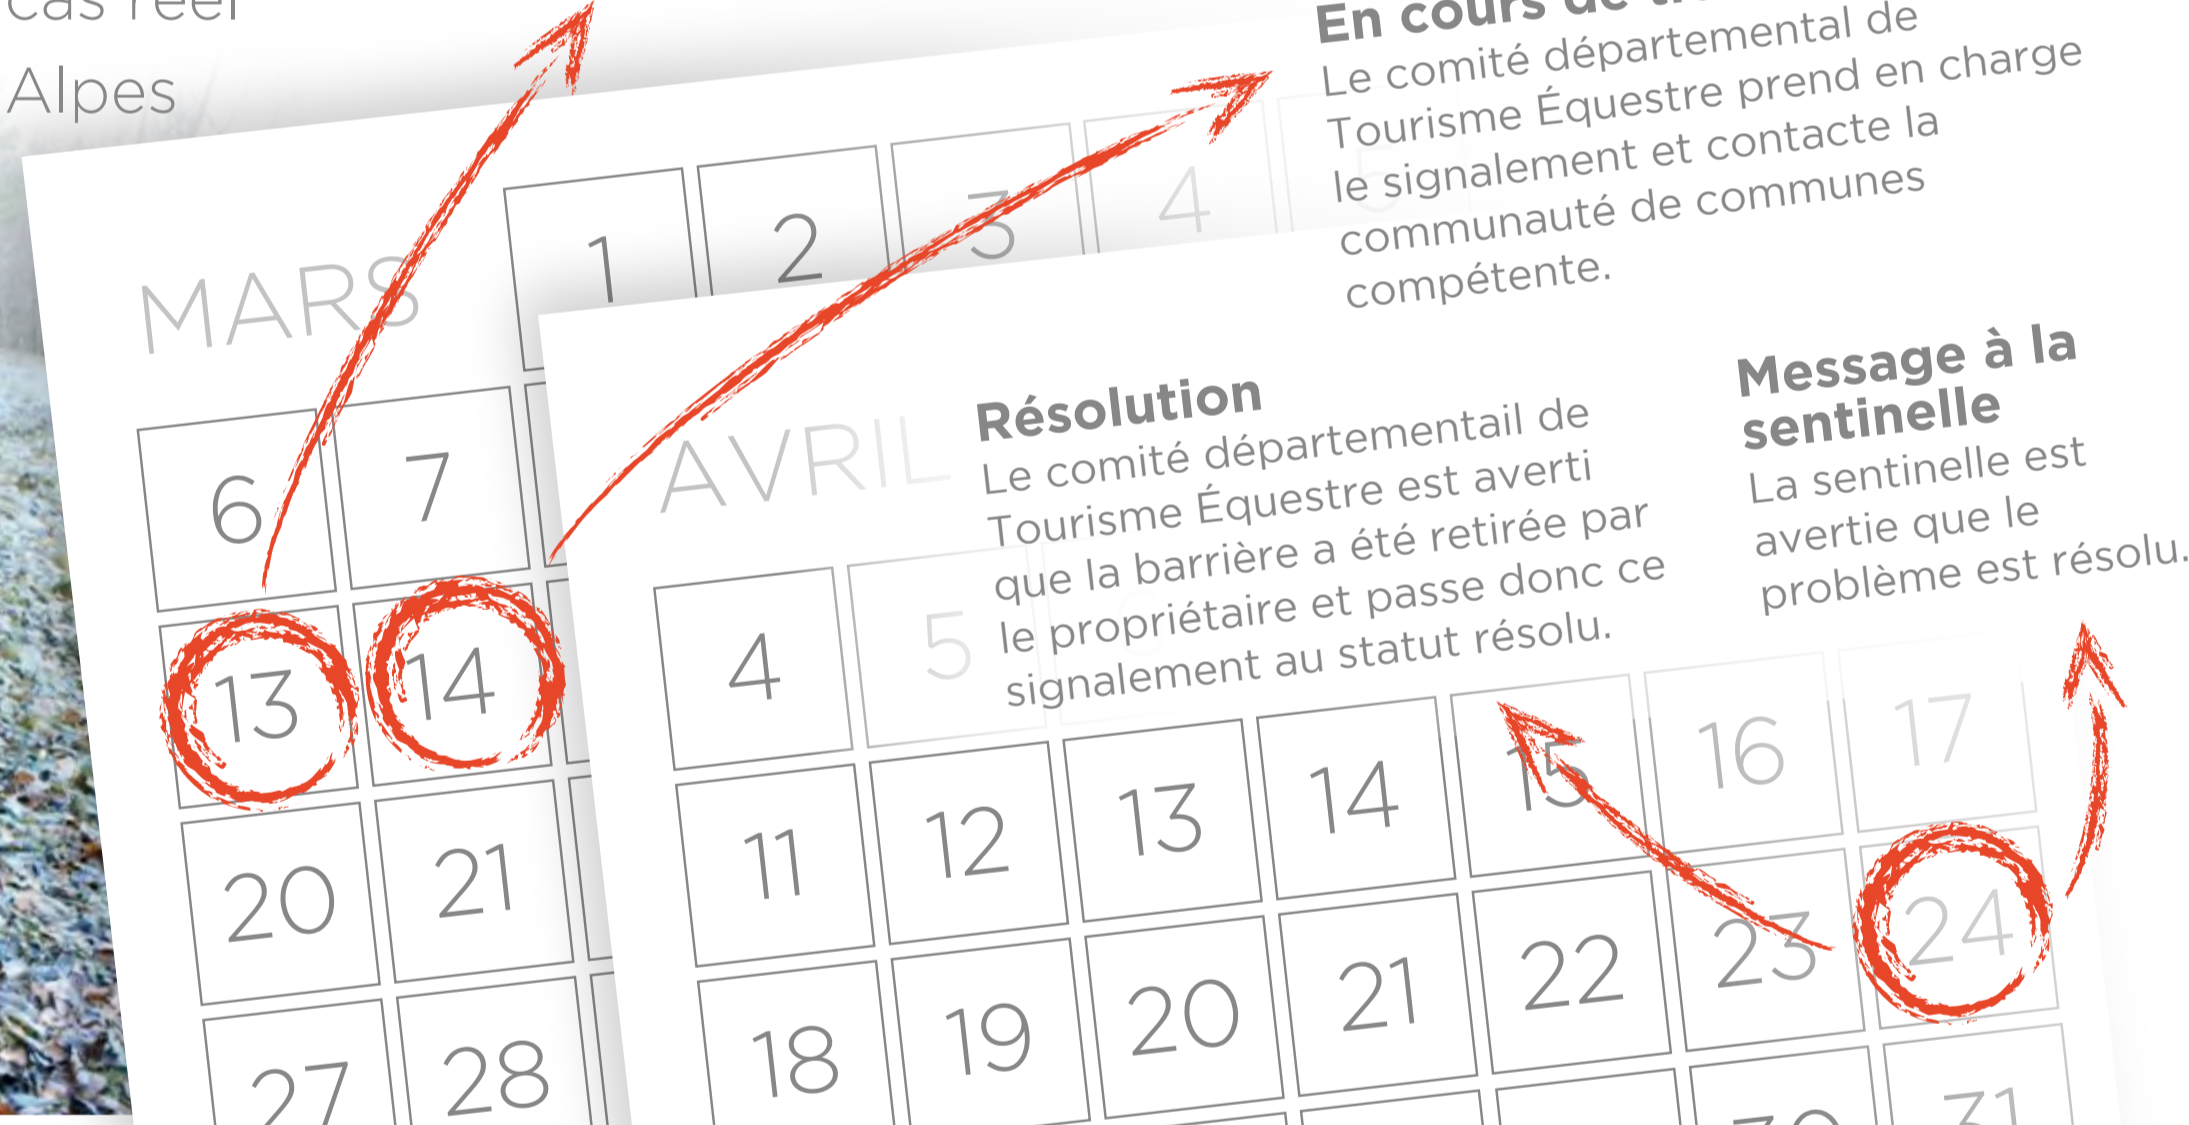 cas réel
Alpes
En cours de
Le comité départemental de
Tourisme Équestre prend en charge
le signalement et contacte la
communauté de communes
compétente.
MARS
1 2 3 4 5
6 7
13 14
20 21
27 28
AVRIL
Résolution
Le comité départementail de
Tourisme Équestre est averti
que la barrière a été retirée par
le propriétaire et passe donc ce
signalement au statut résolu.
Message à la
sentinelle
La sentinelle est
avertie que le
problème est résolu.
4 5
11 12 13 14 15 16 17
18 19 20 21 22 23 24
30 31